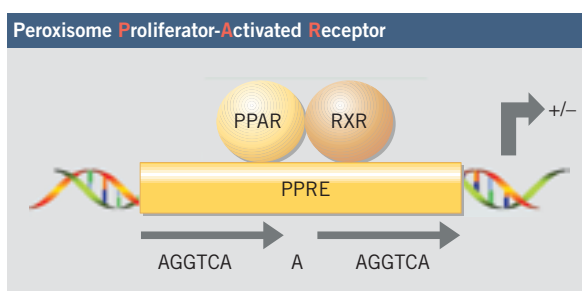 Peroxisome Proliferator-Activated Receptor
PPAR RXR
+/−
PPRE
AGGTCA A AGGTCA